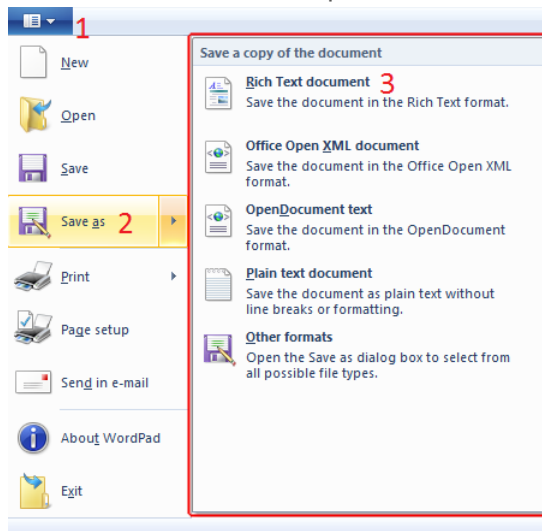 1
New
Open
Save
Save as 2
Print
Page setup
Send in e-mail
About WordPad
Exit
Save a copy of the document
Rich Text document 3
Save the document in the Rich Text format.
Office Open XML document
Save the document in the Office Open XML
format.
OpenDocument text
Save the document in the OpenDocument
format.
Plain text document
Save the document as plain text without
line breaks or formatting.
Other formats
Open the Save as dialog box to select from
all possible file types.